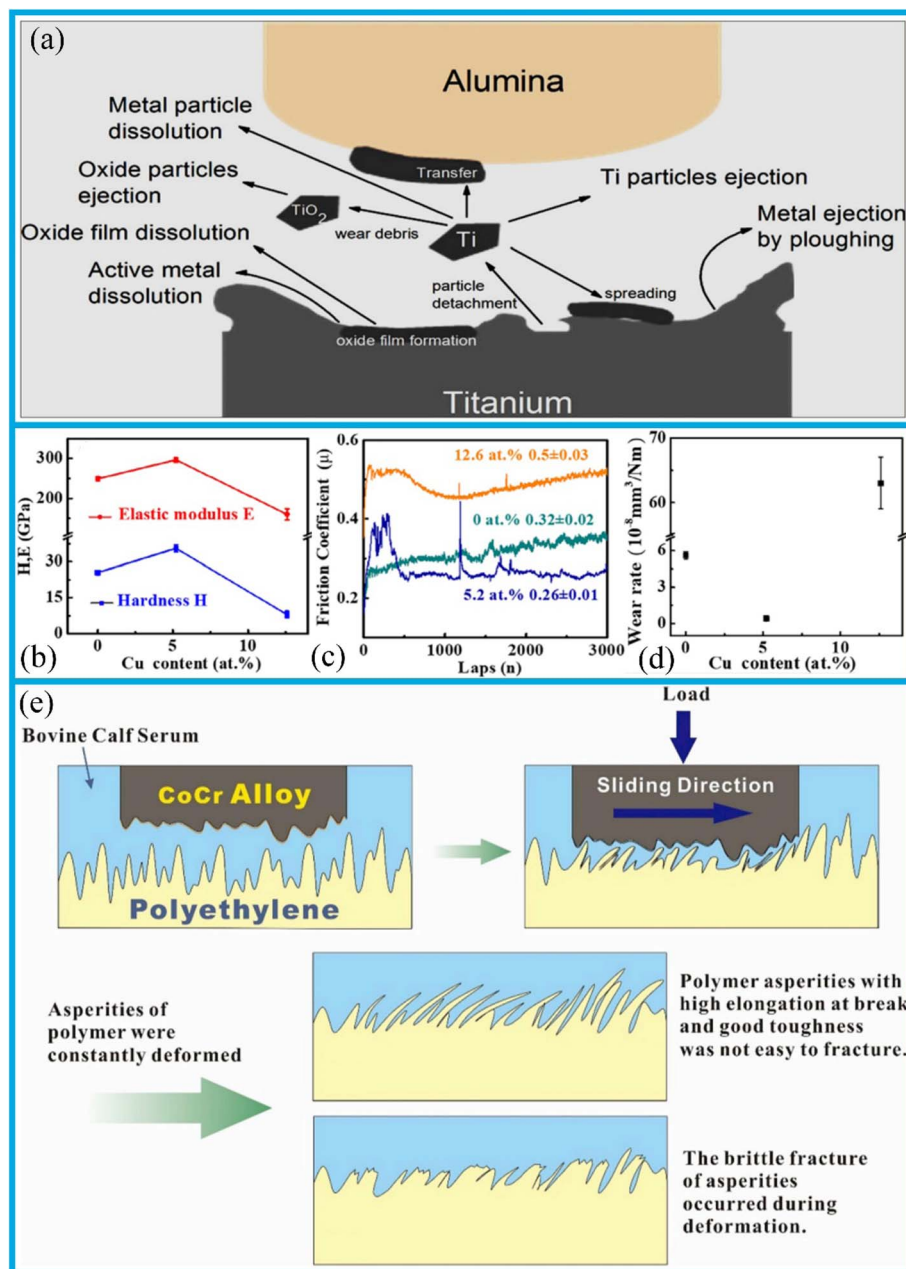 (a)
Alumina
Metal particle
dissolution
Oxide particles
ejection
Oxide film dissolution
Active metal
dissolution
Transfer
TiO2
wear debris
Ti
Ti particles ejection
Metal ejection
by ploughing
particle
detachment
spreading
oxide film formation
Titanium
(b)
H,E (GPa)
300
250
30
15
0
Elastic modulus E
Hardness H
0
5
10
Cu content (at.%)
(c)
Friction Coefficient (μ)
0.6
0.4
0.2
12.6 at.% 0.5±0.03
0 at.% 0.32±0.02
5.2 at.% 0.26±0.01
0
1000
2000
3000
Laps (n)
(d)
Wear rate (10-8mm3/Nm)
70
60
6
3
0
0
5
10
Cu content (at.%)
(e)
Bovine Calf Serum
CoCr Alloy
Polyethylene
Load
Sliding Direction
Asperities of
polymer were
constantly deformed
Polymer asperities with
high elongation at break
and good toughness
was not easy to fracture.
The brittle fracture
of asperities
occurred during
deformation.